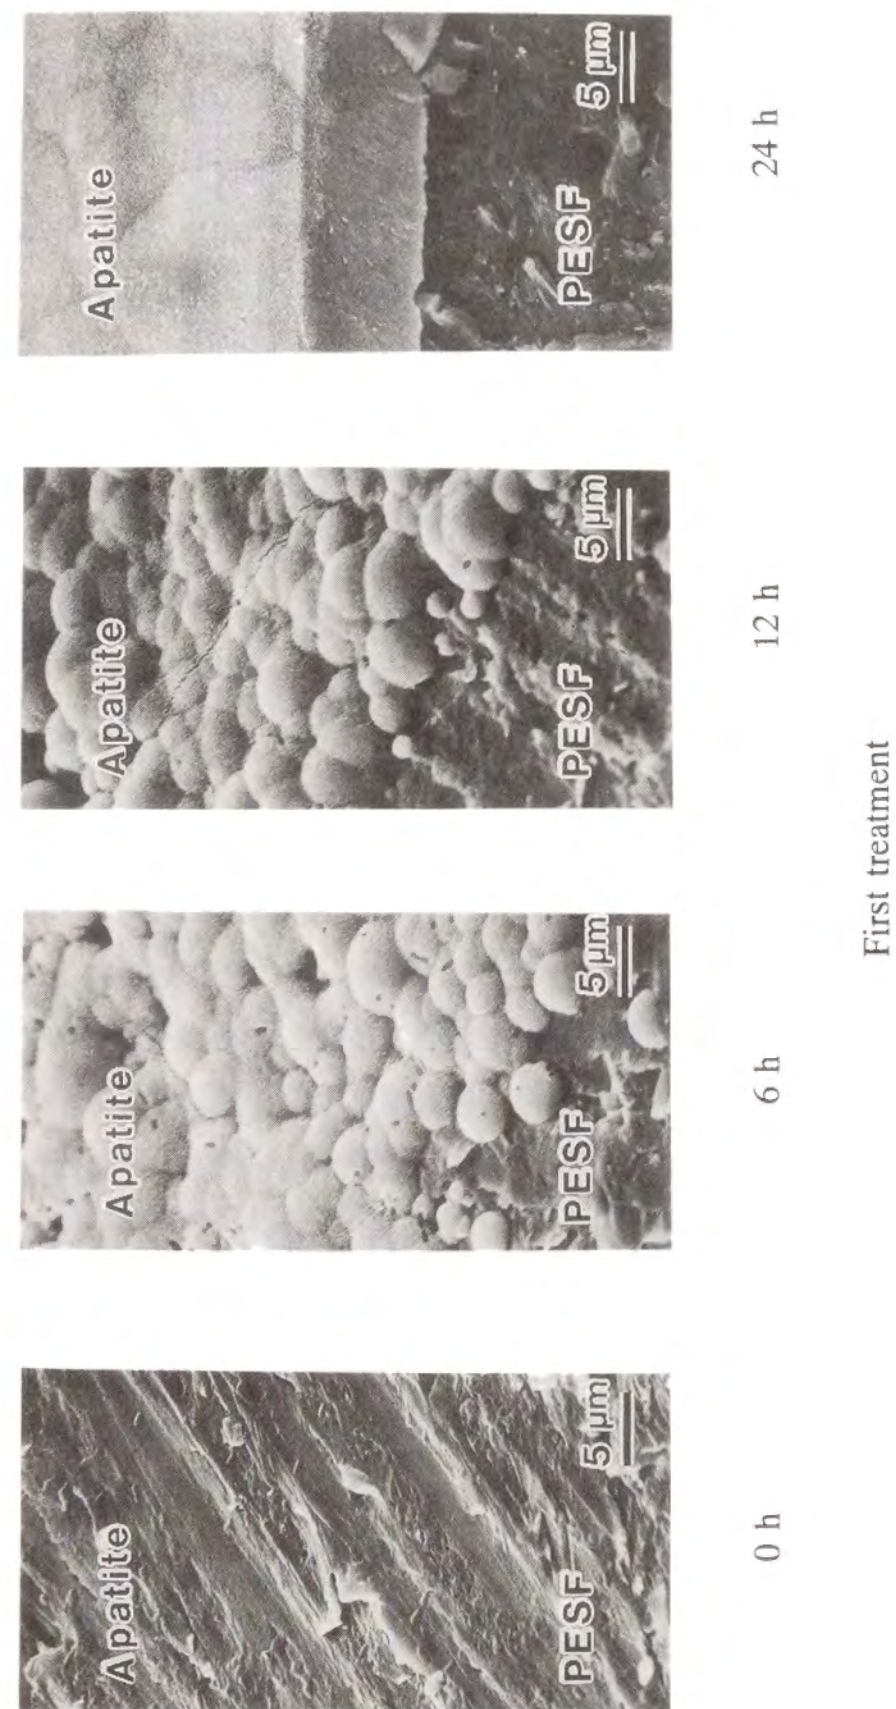 Apatite
5 µm
PESF
Apatite
5 µm
PESF
Apatite
5 µm
PESF
Apatite
5 µm
PESF
0 h
6 h
12 h
24 h
First treatment